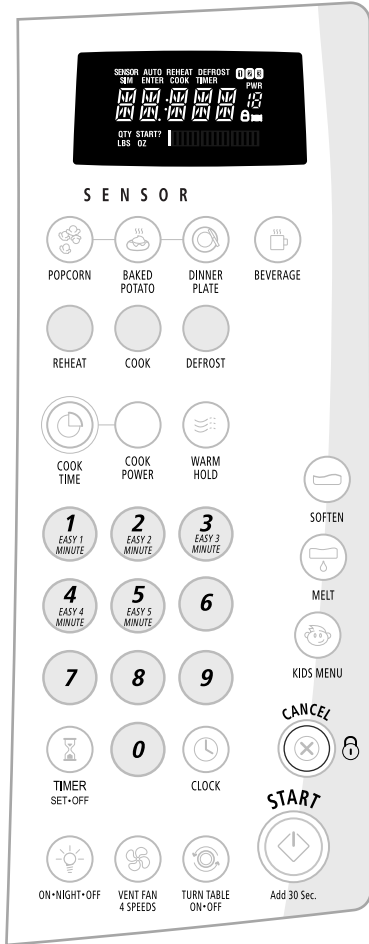 SENSOR AUTO REHEAT DEFROST 1 2 3
SIM ENTER COOK TIMER
PWR
18
QTY START?
LBS OZ
SENSOR
POPCORN
BAKED
POTATO
DINNER
PLATE
BEVERAGE
REHEAT
COOK
DEFROST
COOK
TIME
COOK
POWER
WARM
HOLD
SOFTEN
1
EASY 1
MINUTE
2
EASY 2
MINUTE
3
EASY 3
MINUTE
MELT
4
EASY 4
MINUTE
5
EASY 5
MINUTE
6
KIDS MENU
7
8
9
CANCEL
TIMER
SET•OFF
0
CLOCK
START
Add 30 Sec.
ON•NIGHT•OFF
VENT FAN
4 SPEEDS
TURN TABLE
ON•OFF